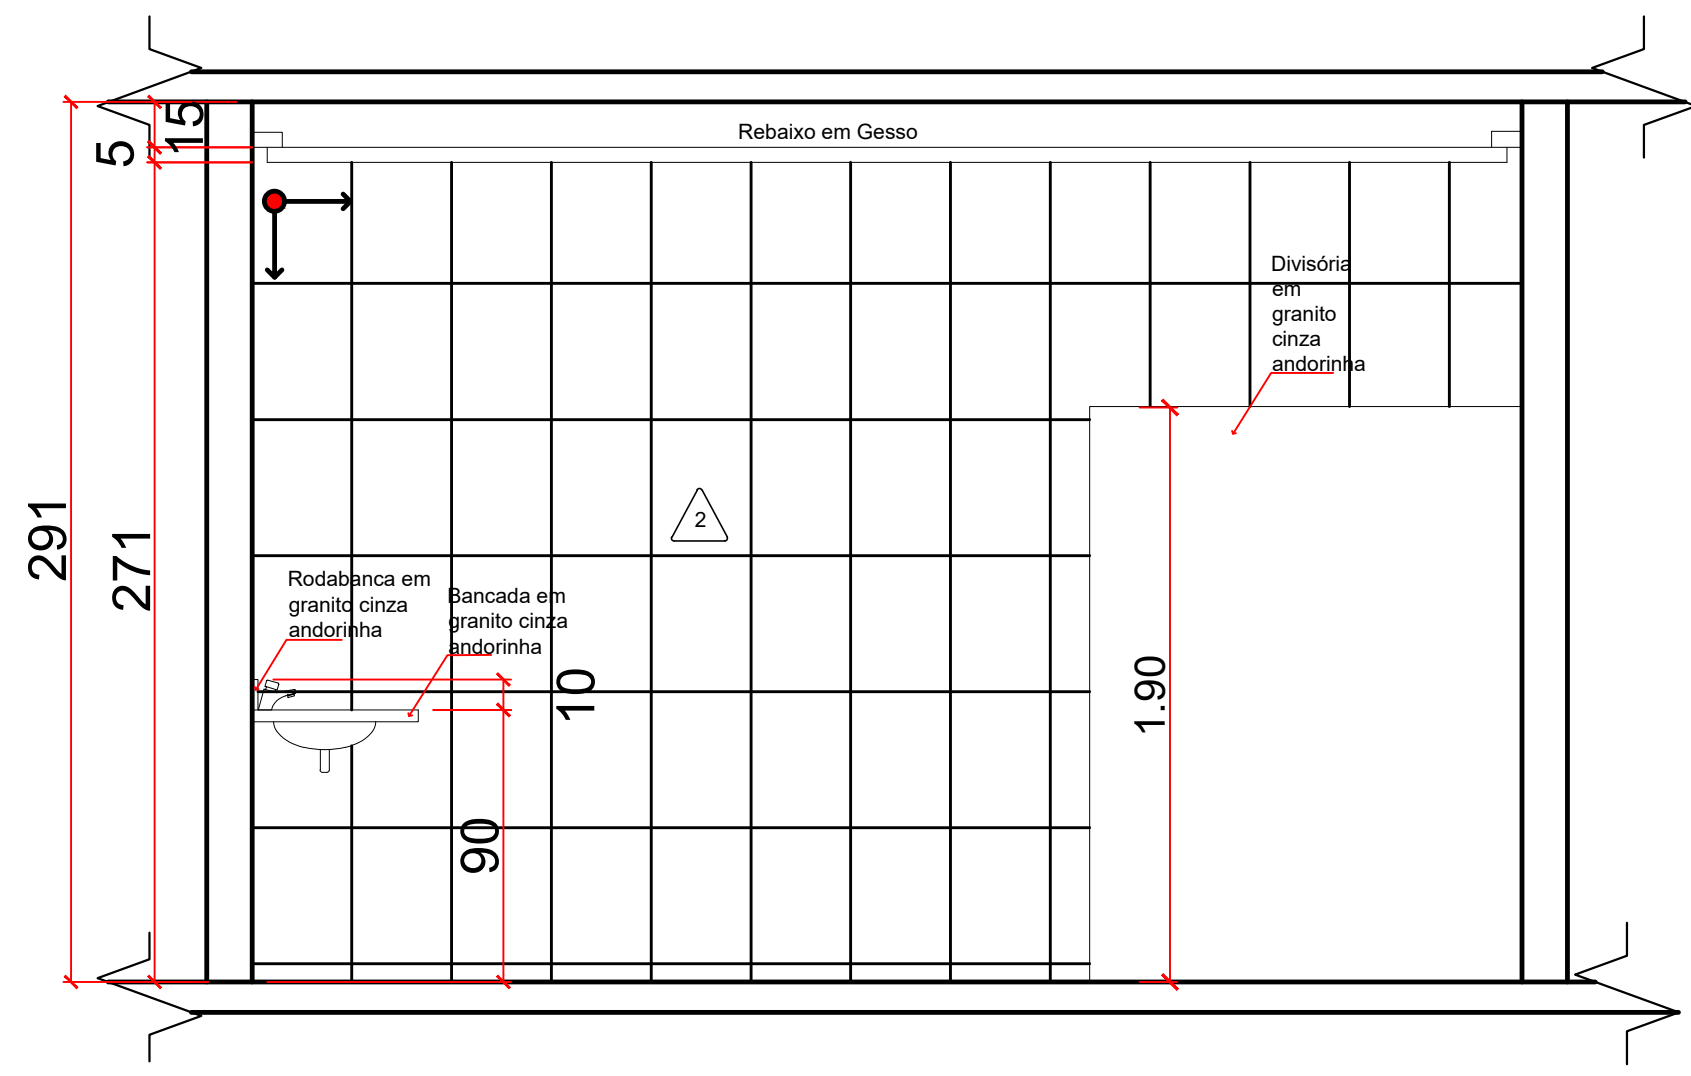 Rebaixo em Gesso
15
5
Divisória
em
granito
cinza
andorinha
2
291
271
Rodabanca em
granito cinza
andorinha
Bancada em
granito cinza
andorinha
10
1.90
90